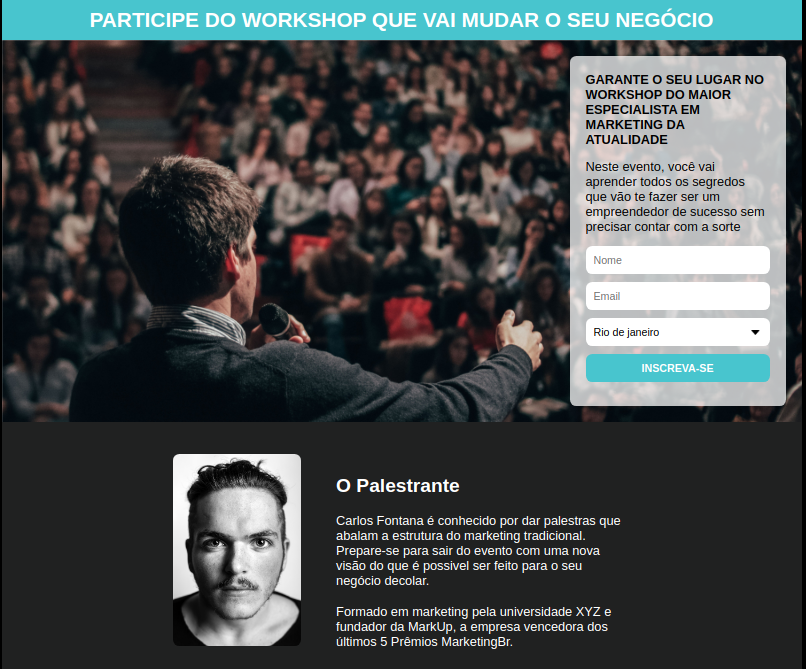 PARTICIPE DO WORKSHOP QUE VAI MUDAR O SEU NEGÓCIO
GARANTE O SEU LUGAR NO
WORKSHOP DO MAIOR
ESPECIALISTA EM
MARKETING DA
ATUALIDADE
Neste evento, você vai
aprender todos os segredos
que vão te fazer ser um
empreendedor de sucesso sem
precisar contar com a sorte
Nome
Email
Rio de janeiro
INSCREVA-SE
O Palestrante
Carlos Fontana é conhecido por dar palestras que
abalam a estrutura do marketing tradicional.
Prepare-se para sair do evento com uma nova
visão do que é possivel ser feito para o seu
negócio decolar.
Formado em marketing pela universidade XYZ e
fundador da MarkUp, a empresa vencedora dos
últimos 5 Prêmios MarketingBr.